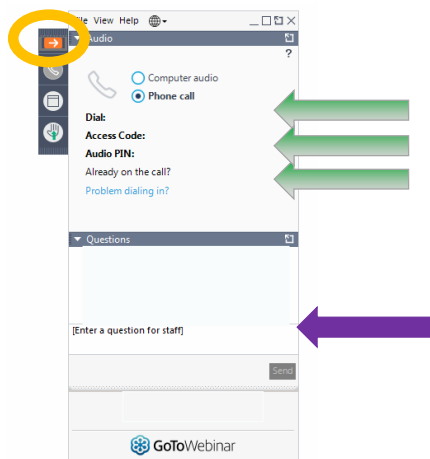 File View Help
Audio
?
Computer audio
Phone call
Dial:
Access Code:
Audio PIN:
Already on the call?
Problem dialing in?
Questions
[Enter a question for staff]
Send
GoToWebinar